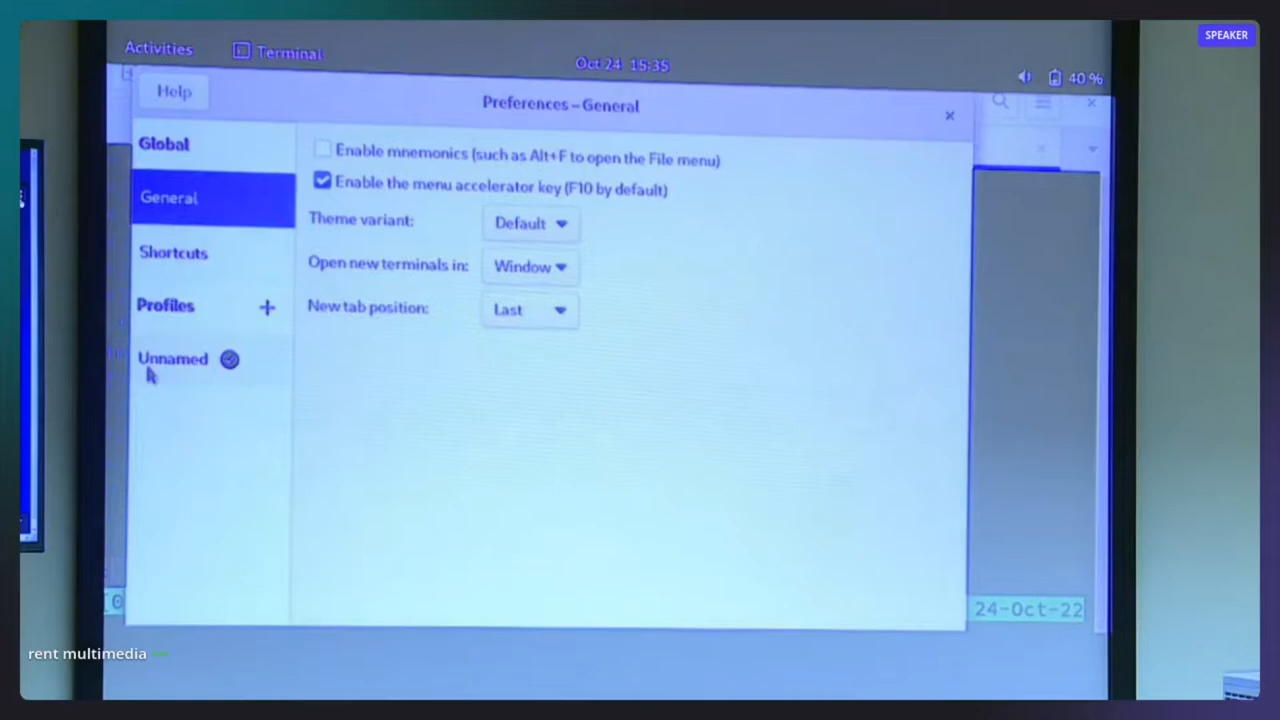 SPEAKER
Activities Terminal Oct 24 15:35 40 %
Help Preferences – General
Global
Enable mnemonics (such as Alt+F to open the File menu)
General
Enable the menu accelerator key (F10 by default)
Theme variant: Default
Shortcuts
Open new terminals in: Window
Profiles +
New tab position: Last
Unnamed
[0
24-Oct-22
rent multimedia